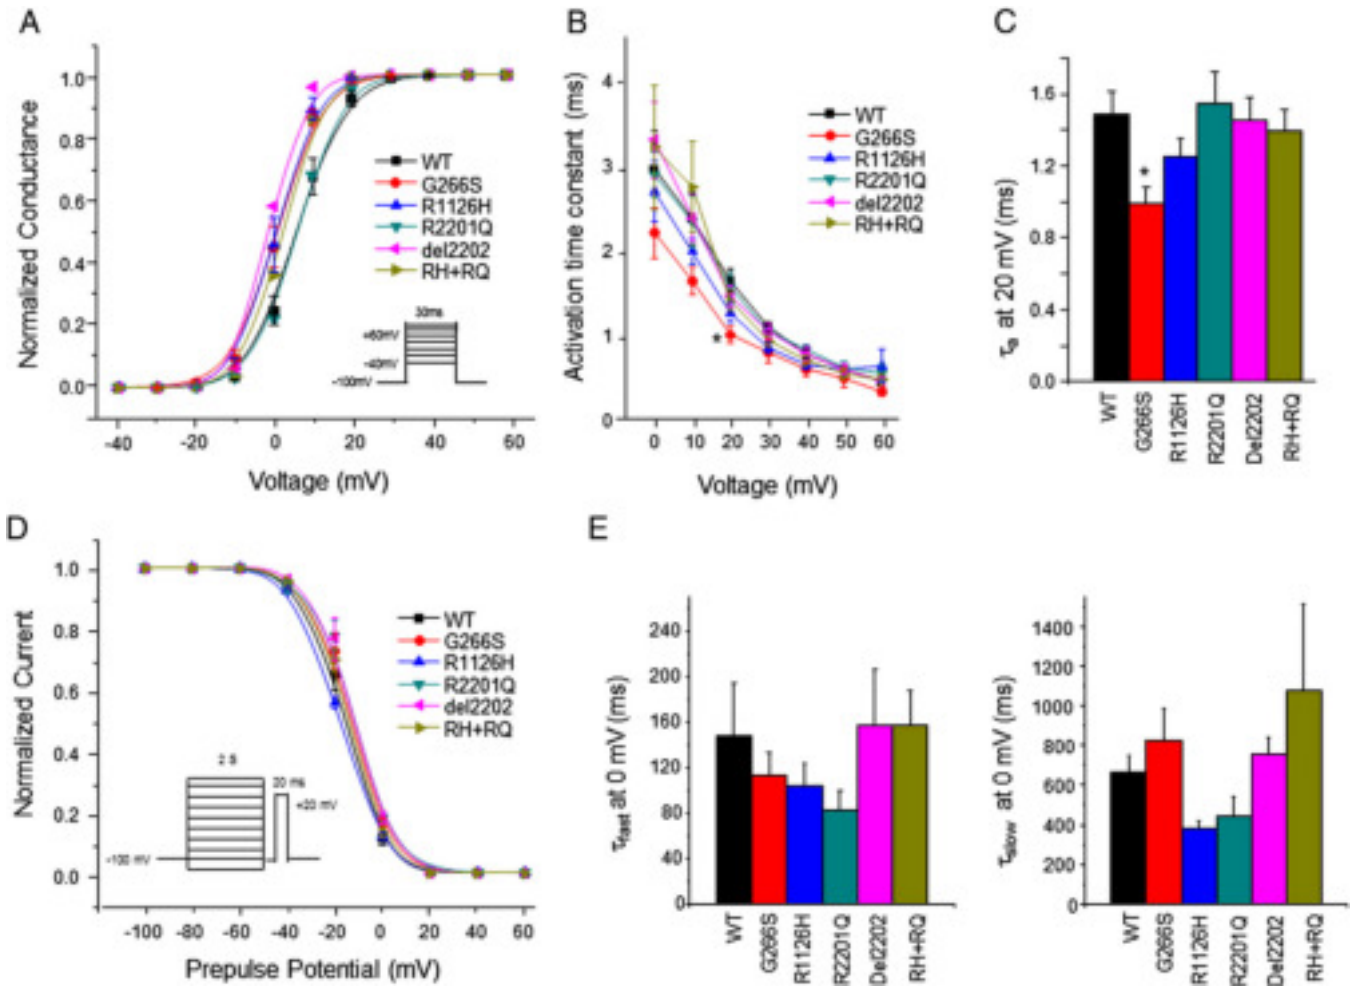 A
Normalized Conductance
1.0
0.8
0.6
0.4
0.2
0.0
-40
-20
0
20
40
60
Voltage (mV)
WT
G266S
R1126H
R2201Q
del2202
RH+RQ
30ms
+60mV
-40mV
-100mV
B
Activation time constant (ms)
4
3
2
1
0
0
10
20
30
40
50
60
Voltage (mV)
WT
G266S
R1126H
R2201Q
del2202
RH+RQ
*
C
τa at 20 mV (ms)
1.6
1.2
0.8
0.4
0.0
*
WT
G266S
R1126H
R2201Q
Del2202
RH+RQ
D
Normalized Current
1.0
0.8
0.6
0.4
0.2
0.0
-100
-80
-60
-40
-20
0
20
40
60
Prepulse Potential (mV)
WT
G266S
R1126H
R2201Q
del2202
RH+RQ
2 S
20 ms
+20 mV
-100 mV
E
τfast at 0 mV (ms)
240
200
160
120
80
40
0
WT
G266S
R1126H
R2201Q
Del2202
RH+RQ
τslow at 0 mV (ms)
1400
1200
1000
800
600
400
200
0
WT
G266S
R1126H
R2201Q
Del2202
RH+RQ